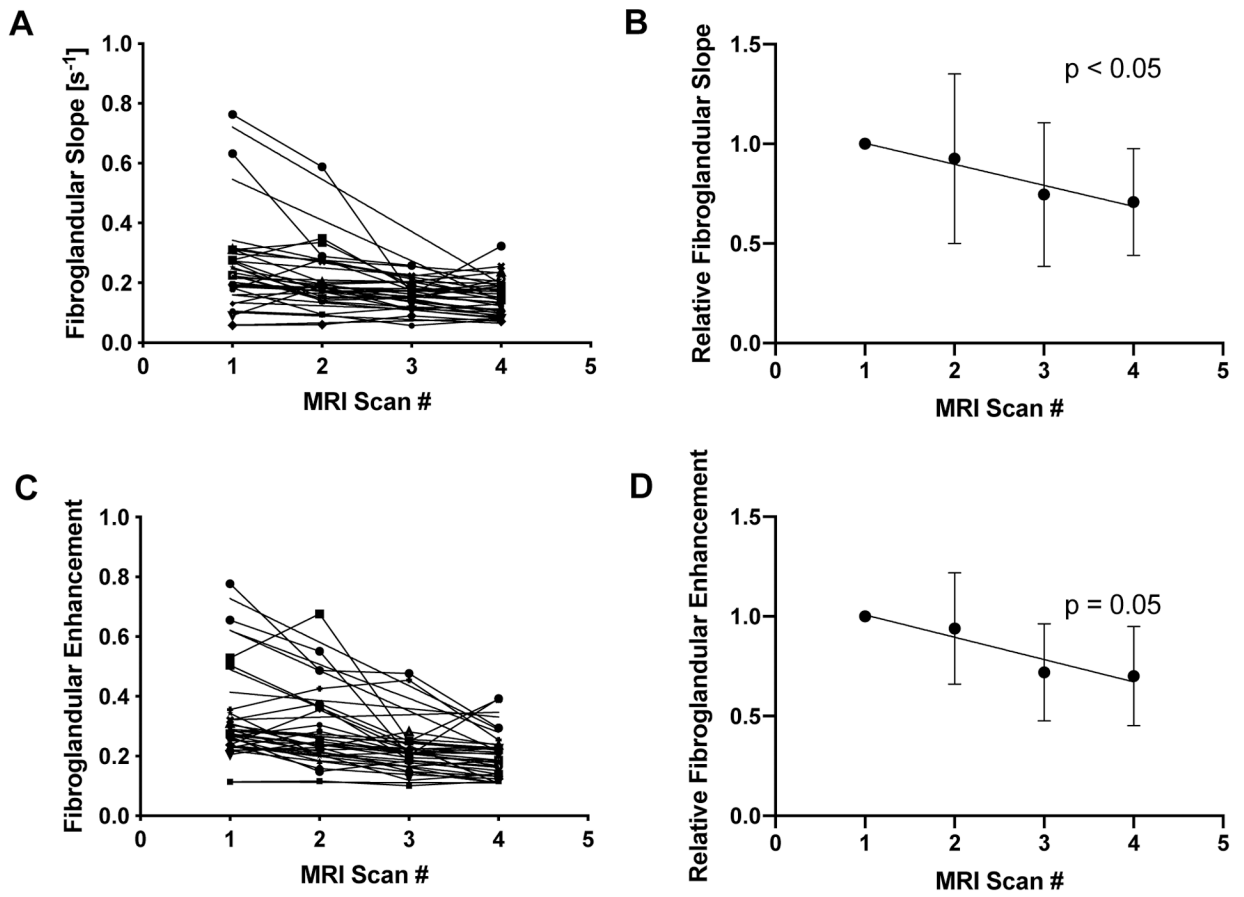 A
Fibroglandular Slope [s-1]
1.0
0.8
0.6
0.4
0.2
0.0
0 1 2 3 4 5
MRI Scan #
B
Relative Fibroglandular Slope
1.5
1.0
0.5
0.0
p < 0.05
0 1 2 3 4 5
MRI Scan #
C
Fibroglandular Enhancement
1.0
0.8
0.6
0.4
0.2
0.0
0 1 2 3 4 5
MRI Scan #
D
Relative Fibroglandular Enhancement
1.5
1.0
0.5
0.0
p = 0.05
0 1 2 3 4 5
MRI Scan #